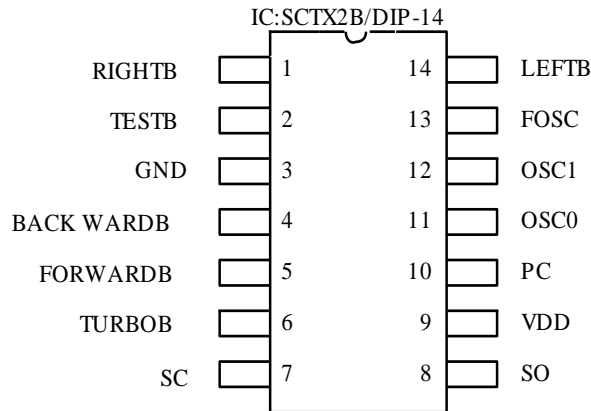 IC:SCTX2B/DIP-14
RIGHTB 1 14 LEFTB
TESTB 2 13 FOSC
GND 3 12 OSC1
BACK WARDB 4 11 OSC0
FORWARDB 5 10 PC
TURBOB 6 9 VDD
SC 7 8 SO